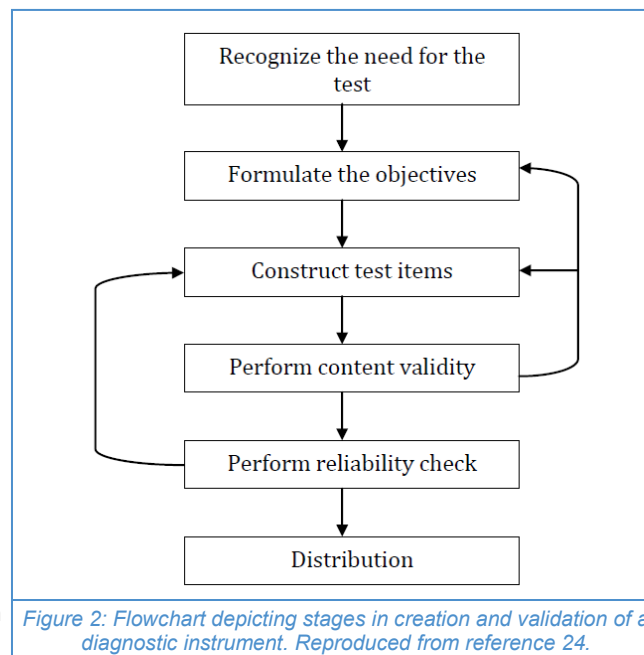 Recognize the need for the
test
Formulate the objectives
Construct test items
Perform content validity
Perform reliability check
Distribution
Figure 2: Flowchart depicting stages in creation and validation of a
diagnostic instrument. Reproduced from reference 24.